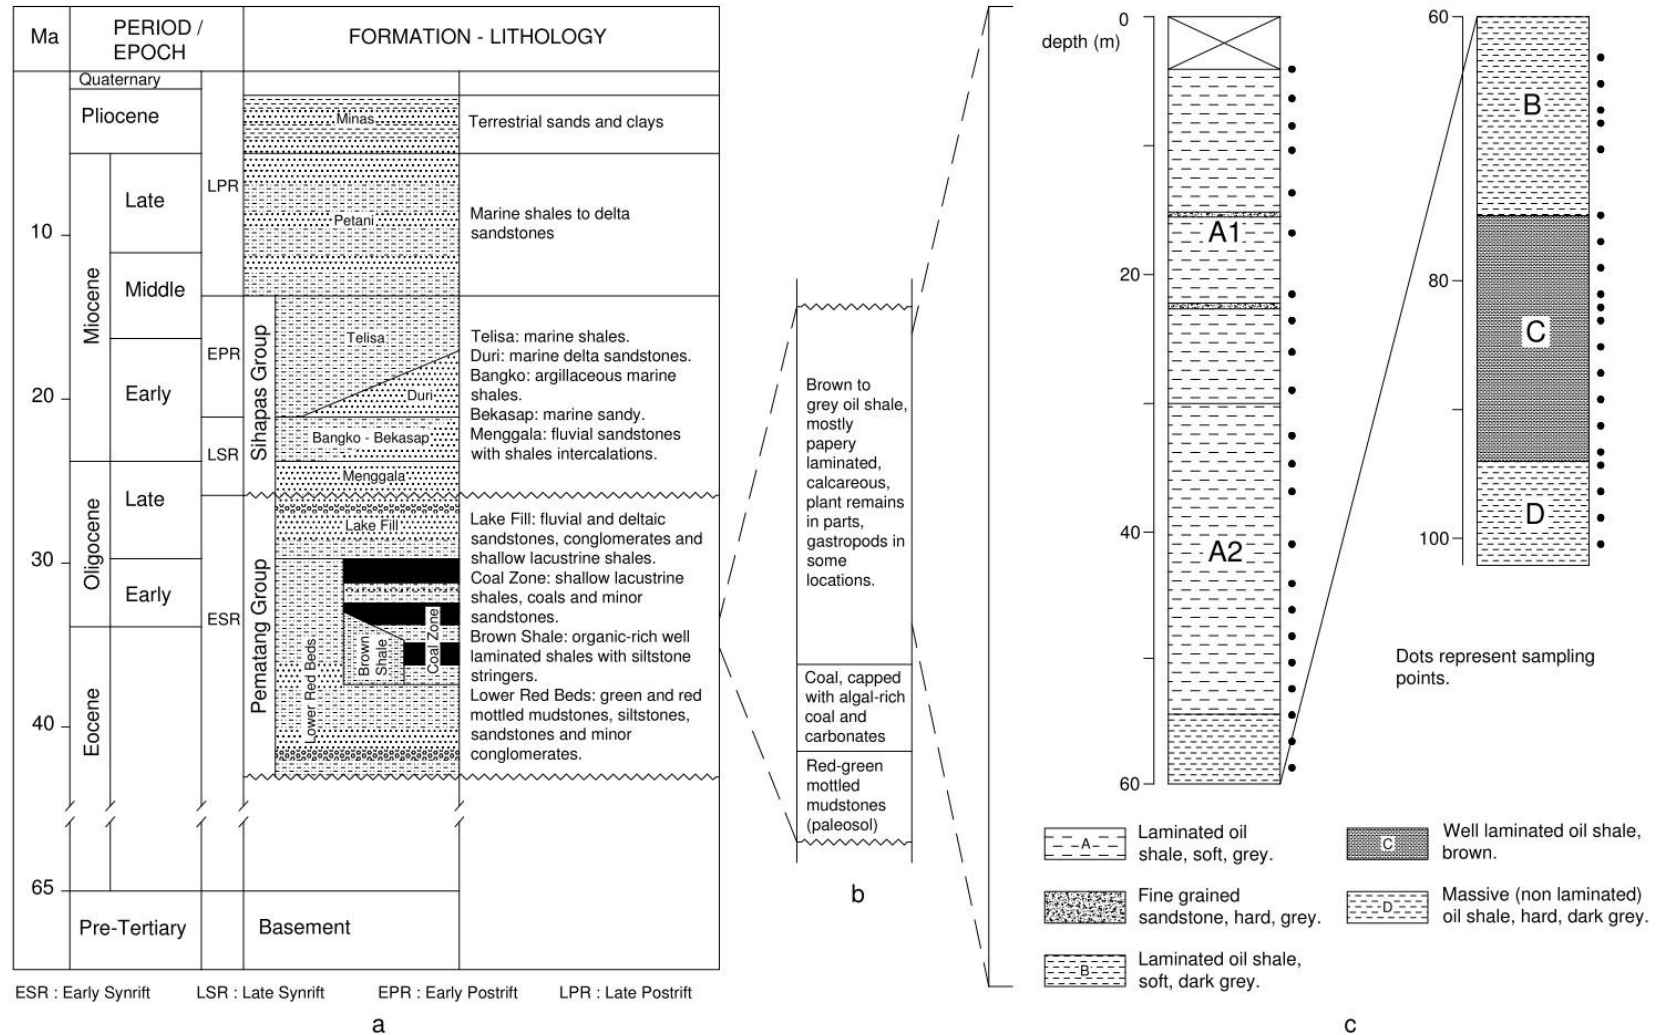 Ma
PERIOD /
EPOCH
FORMATION - LITHOLOGY
Quaternary
Pliocene
Miocene
Late
Middle
Early
Oligocene
Late
Early
Eocene
Pre-Tertiary
10
20
30
40
65
LPR
EPR
LSR
ESR
Minas
Petani
Sihapas Group
Telisa
Duri
Bangko - Bekasap
Menggala
Pematang Group
Lake Fill
Lower Red Beds
Brown
Shale
Coal Zone
Basement
Terrestrial sands and clays
Marine shales to delta
sandstones
Telisa: marine shales.
Duri: marine delta sandstones.
Bangko: argillaceous marine
shales.
Bekasap: marine sandy.
Menggala: fluvial sandstones
with shales intercalations.
Lake Fill: fluvial and deltaic
sandstones, conglomerates and
shallow lacustrine shales.
Coal Zone: shallow lacustrine
shales, coals and minor
sandstones.
Brown Shale: organic-rich well
laminated shales with siltstone
stringers.
Lower Red Beds: green and red
mottled mudstones, siltstones,
sandstones and minor
conglomerates.
ESR : Early Synrift
LSR : Late Synrift
EPR : Early Postrift
LPR : Late Postrift
a
Brown to
grey oil shale,
mostly
papery
laminated,
calcareous,
plant remains
in parts,
gastropods in
some
locations.
Coal, capped
with algal-rich
coal and
carbonates
Red-green
mottled
mudstones
(paleosol)
b
0
depth (m)
20
40
60
A1
A2
60
80
100
B
C
D
Dots represent sampling
points.
A
Laminated oil
shale, soft, grey.
Fine grained
sandstone, hard, grey.
B
Laminated oil shale,
soft, dark grey.
C
Well laminated oil shale,
brown.
D
Massive (non laminated)
oil shale, hard, dark grey.
c